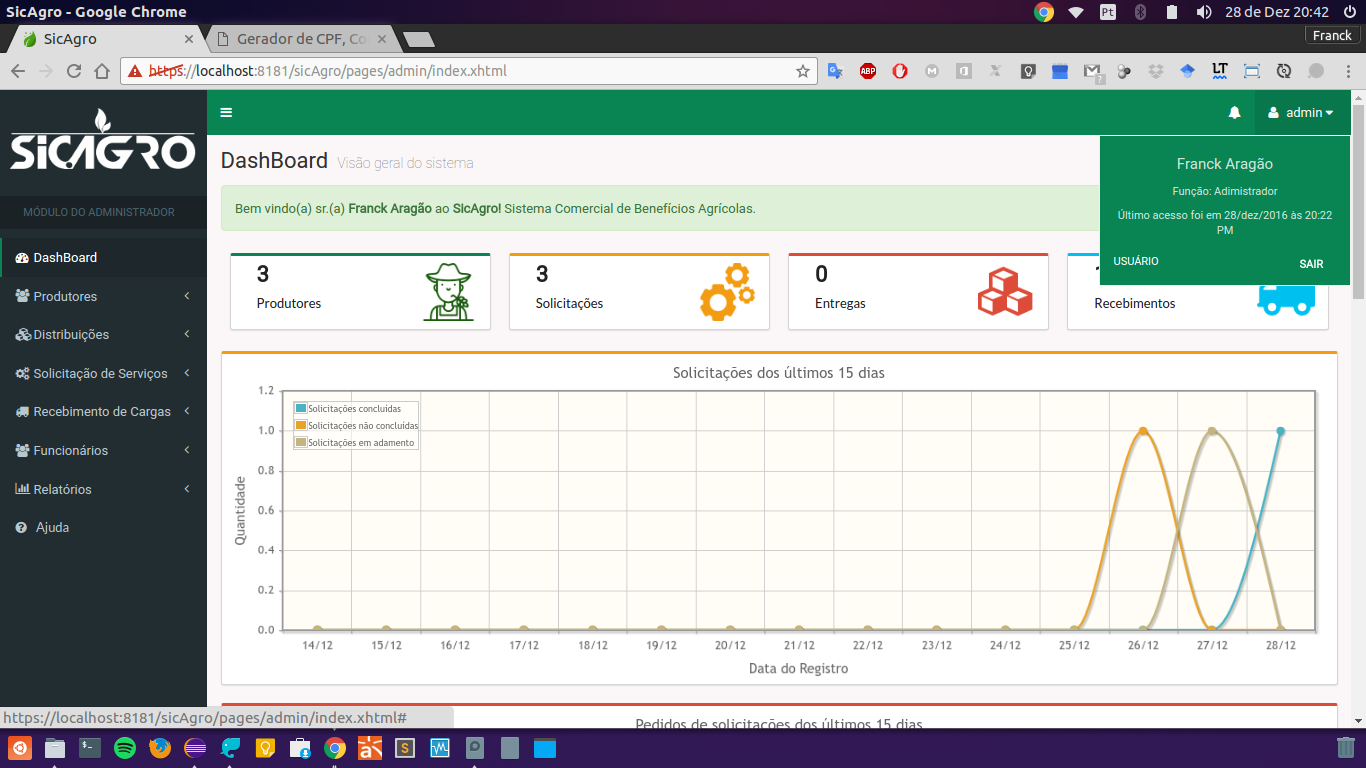 SicAgro - Google Chrome
Pt
28 de Dez 20:42
SicAgro
Gerador de CPF, Co
Franck
https://localhost:8181/sicAgro/pages/admin/index.xhtml
ABP
LT
SiCAGRO
admin
MÓDULO DO ADMINISTRADOR
DashBoard
Produtores
Distribuições
Solicitação de Serviços
Recebimento de Cargas
Funcionários
Relatórios
Ajuda
DashBoard Visão geral do sistema
Franck Aragão
Função: Adimistrador
Último acesso foi em 28/dez/2016 às 20:22
PM
USUÁRIO
SAIR
Bem vindo(a) sr.(a) Franck Aragão ao SicAgro! Sistema Comercial de Benefícios Agrícolas.
3
Produtores
3
Solicitações
0
Entregas
Recebimentos
Solicitações dos últimos 15 dias
Solicitações concluídas
Solicitações não concluídas
Solicitações em adamento
1.2
1.0
0.8
0.6
0.4
0.2
0.0
Quantidade
14/12 15/12 16/12 17/12 18/12 19/12 20/12 21/12 22/12 23/12 24/12 25/12 26/12 27/12 28/12
Data do Registro
Pedidos de solicitações dos últimos 15 dias
https://localhost:8181/sicAgro/pages/admin/index.xhtml#